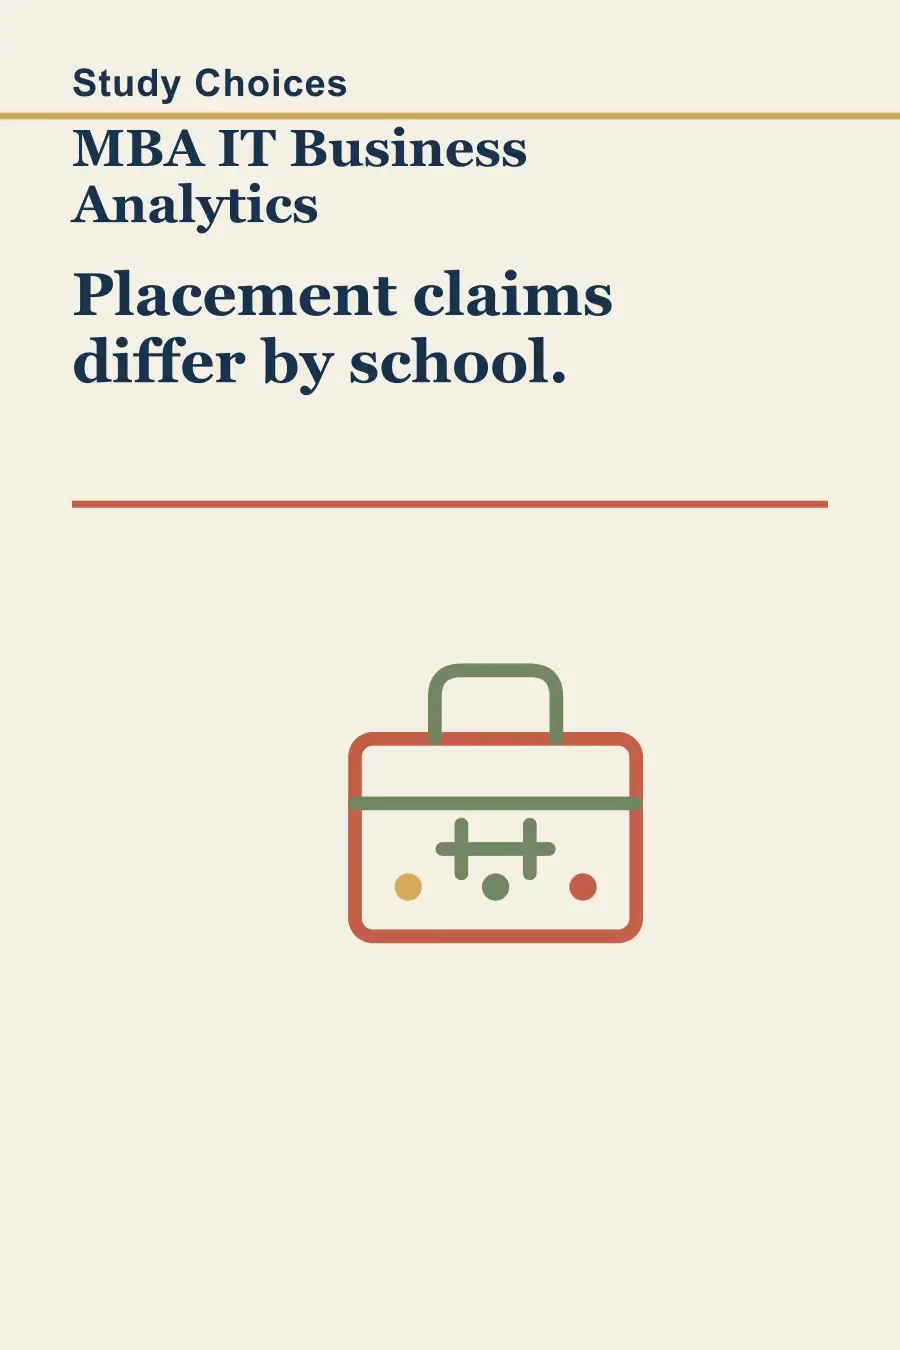 Study Choices
MBA IT Business
Analytics
Placement claims
differ by school.